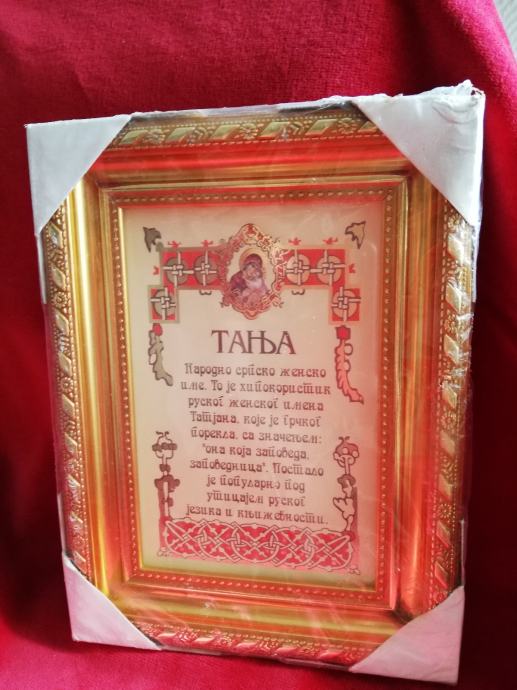 ТАЊА
Народно српско женско
име. То је хипокористик
руског женског имена
Татјана, које је грчког
порекла, са значењем:
"она која заповеда,
заповедница". Постало
је популарно под
утицајем руског
језика и књижевности.